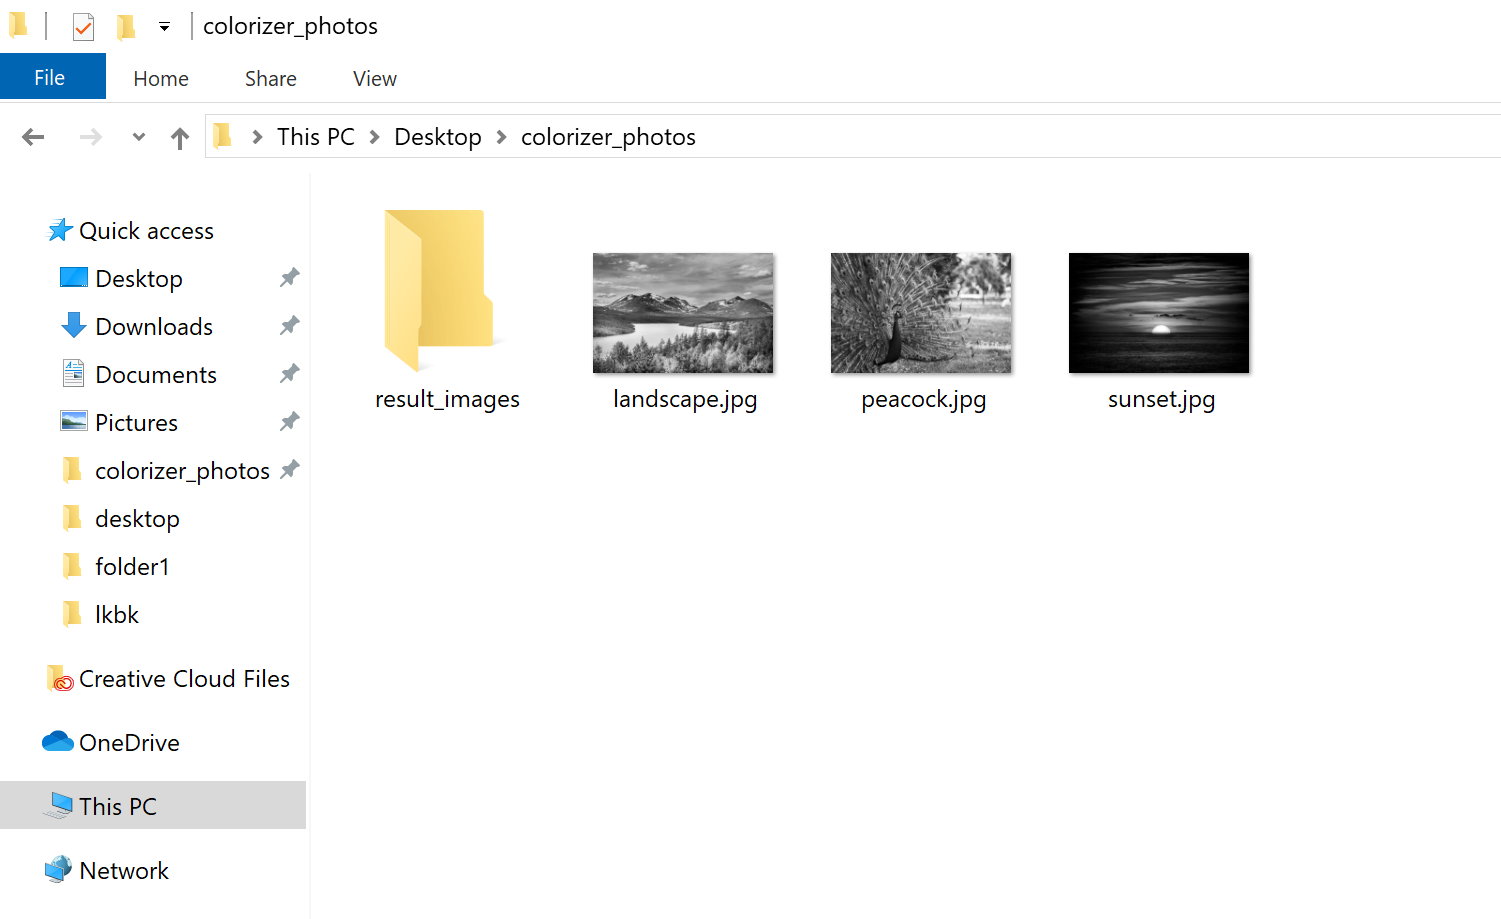 colorizer_photos
File Home Share View
This PC Desktop colorizer_photos
Quick access
Desktop
Downloads
Documents
Pictures
colorizer_photos
desktop
folder1
lkbk
Creative Cloud Files
OneDrive
This PC
Network
result_images landscape.jpg peacock.jpg sunset.jpg